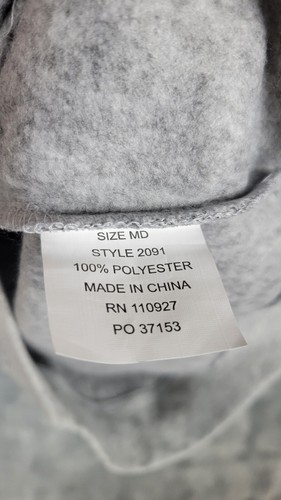 SIZE MD
STYLE 2091
100% POLYESTER
MADE IN CHINA
RN 110927
PO 37153